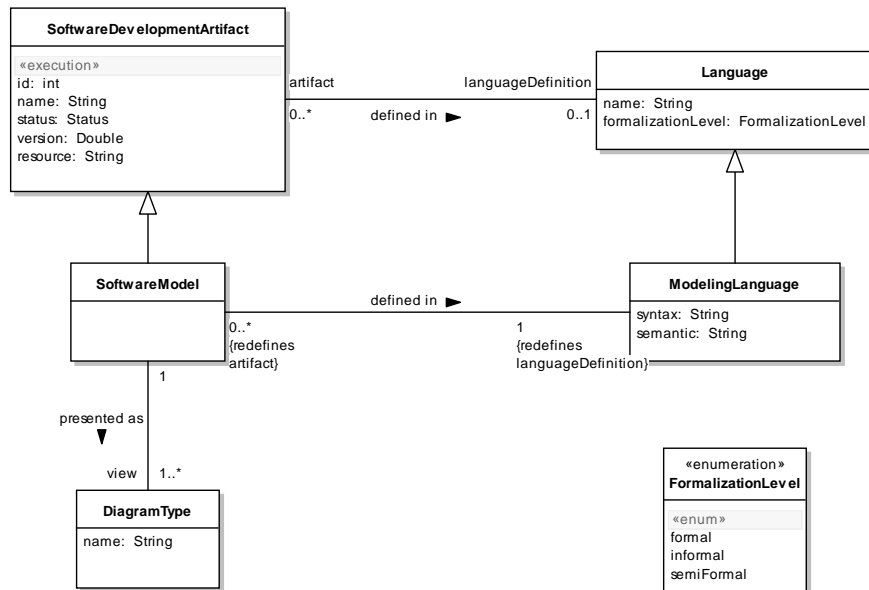 SoftwareDevelopmentArtifact
«execution»
id: int
name: String
status: Status
version: Double
resource: String
artifact
0..*
defined in
languageDefinition
0..1
Language
name: String
formalizationLevel: FormalizationLevel
SoftwareModel
0..*
{redefines
artifact}
defined in
1
{redefines
languageDefinition}
ModelingLanguage
syntax: String
semantic: String
1
presented as
view
1..*
DiagramType
name: String
«enumeration»
FormalizationLevel
«enum»
formal
informal
semiFormal